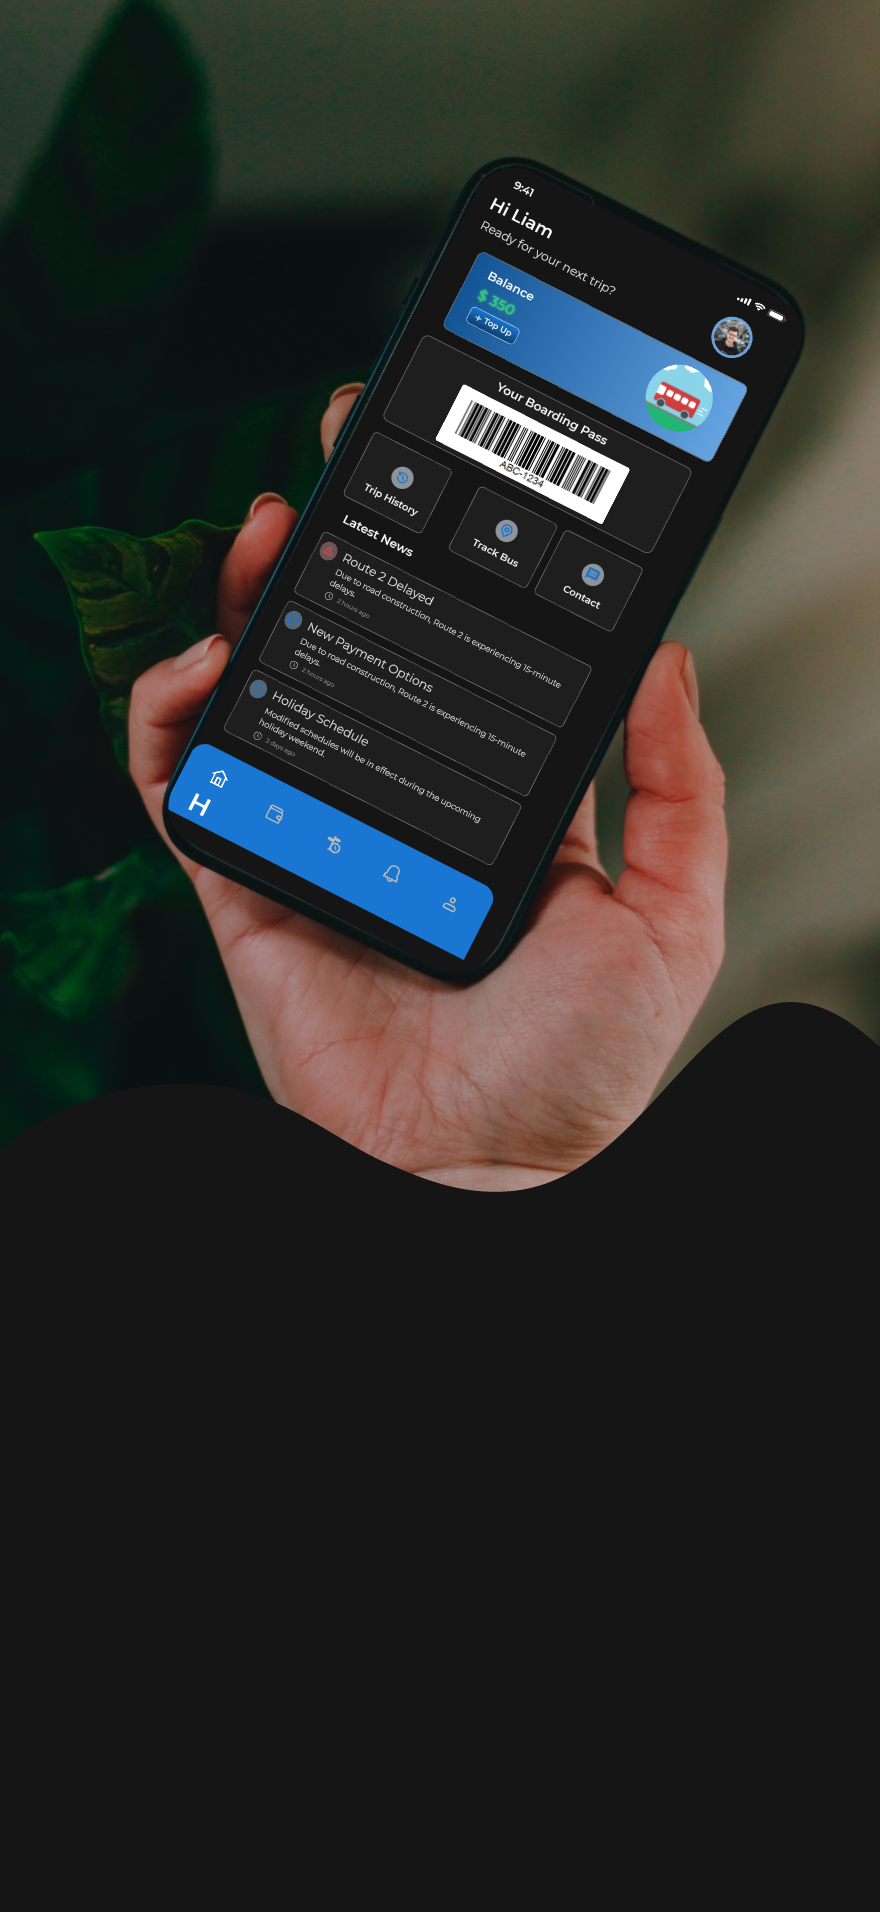 9:41
Hi Liam
Ready for your next trip?
Balance
$ 350
+ Top Up
Your Boarding Pass
ABC-1234
Trip History
Track Bus
Contact
Latest News
Route 2 Delayed
Due to road construction, Route 2 is experiencing 15-minute
delays.
2 hours ago
New Payment Options
Due to road construction, Route 2 is experiencing 15-minute
delays.
2 hours ago
Holiday Schedule
Modified schedules will be in effect during the upcoming
holiday weekend.
3 days ago
H